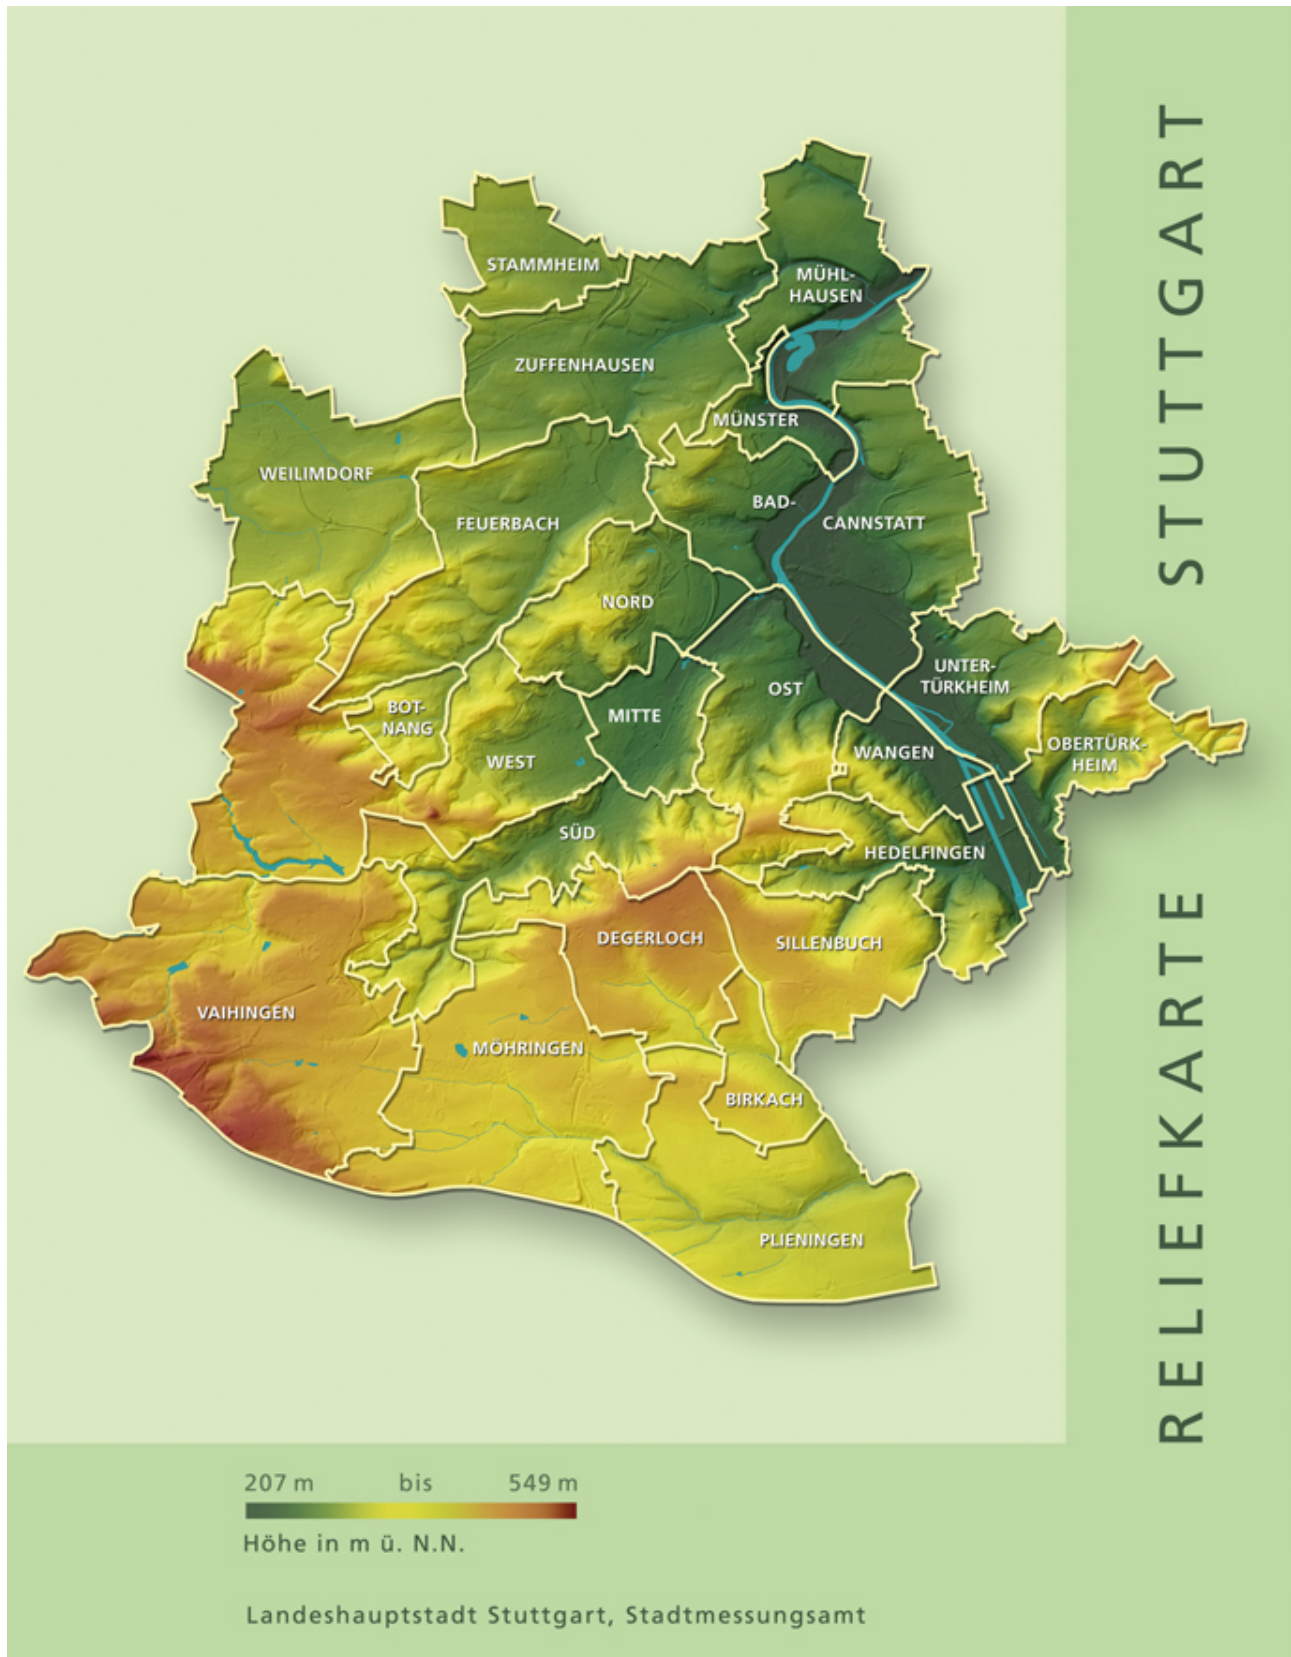 STUTTGART
RELIEFKARTE
STAMMHEIM
MÜHL-
HAUSEN
ZUFFENHAUSEN
MÜNSTER
WEILIMDORF
FEUERBACH
BAD-
CANNSTATT
NORD
UNTER-
TÜRKHEIM
OST
BOT-
NANG
MITTE
WEST
WANGEN
OBERTÜRK-
HEIM
SÜD
HEDELFINGEN
DEGERLOCH
SILLENBUCH
VAIHINGEN
MÖHRINGEN
BIRKACH
PLIENINGEN
207 m bis 549 m
Höhe in m ü. N.N.
Landeshauptstadt Stuttgart, Stadtmessungsamt